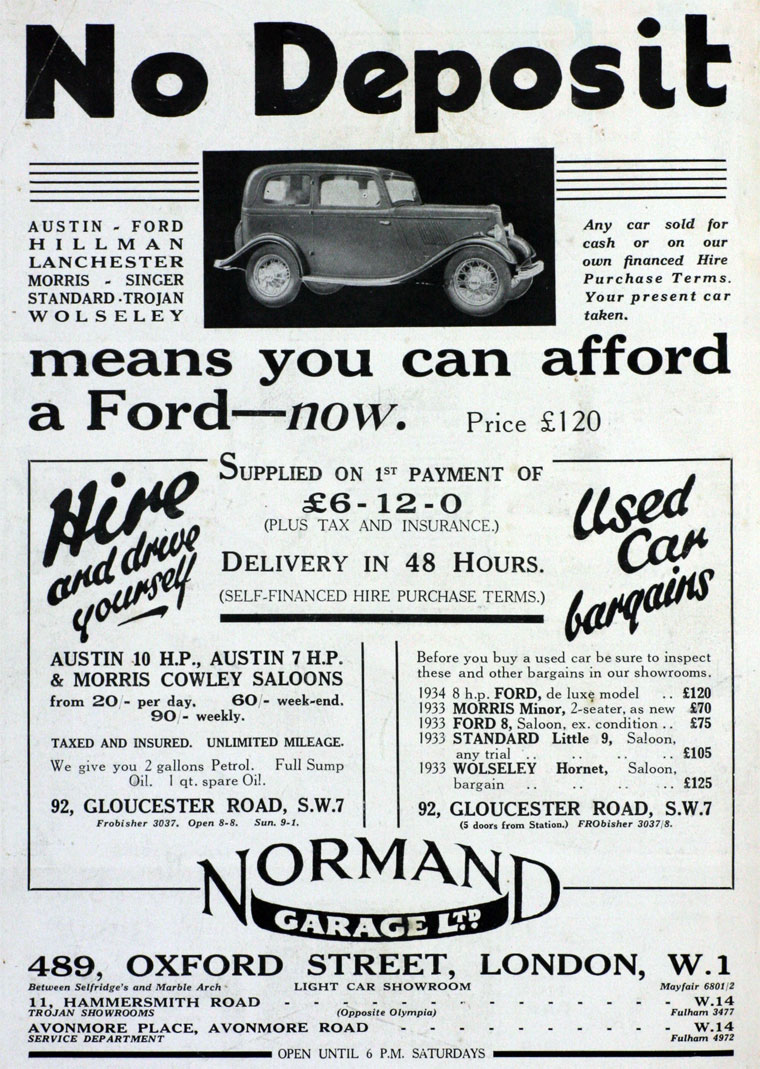 No Deposit
AUSTIN - FORD
HILLMAN
LANCHESTER
MORRIS - SINGER
STANDARD - TROJAN
WOLSELEY
Any car sold for
cash or on our
own financed Hire
Purchase Terms.
Your present car
taken.
means you can afford
a Ford—now. Price £120
SUPPLIED ON 1ST PAYMENT OF
£6-12-0
(PLUS TAX AND INSURANCE.)
DELIVERY IN 48 HOURS.
(SELF-FINANCED HIRE PURCHASE TERMS.)
Hire
and drive
yourself
Used
Car
bargains
AUSTIN 10 H.P., AUSTIN 7 H.P.
& MORRIS COWLEY SALOONS
from 20/- per day. 60/- week-end.
90/- weekly.
TAXED AND INSURED. UNLIMITED MILEAGE.
We give you 2 gallons Petrol. Full Sump
Oil. 1 qt. spare Oil.
92, GLOUCESTER ROAD, S.W.7
Frobisher 3037. Open 8-8. Sun. 9-1.
Before you buy a used car be sure to inspect
these and other bargains in our showrooms.
1934 8 h.p. FORD, de luxe model .. £120
1933 MORRIS Minor, 2-seater, as new £70
1933 FORD 8, Saloon, ex. condition .. £75
1933 STANDARD Little 9, Saloon,
any trial .. .. .. .. £105
1933 WOLSELEY Hornet, Saloon,
bargain .. .. .. .. £125
92, GLOUCESTER ROAD, S.W.7
(5 doors from Station.) FRObisher 3037/8.
NORMAND
GARAGE LTD.
489, OXFORD STREET, LONDON, W.1
Between Selfridge's and Marble Arch LIGHT CAR SHOWROOM Mayfair 6801/2
11, HAMMERSMITH ROAD - - - - - - - - - - - - - - W.14
TROJAN SHOWROOMS (Opposite Olympia) Fulham 3477
AVONMORE PLACE, AVONMORE ROAD - - - - - - - - - W.14
SERVICE DEPARTMENT Fulham 4972
OPEN UNTIL 6 P.M. SATURDAYS